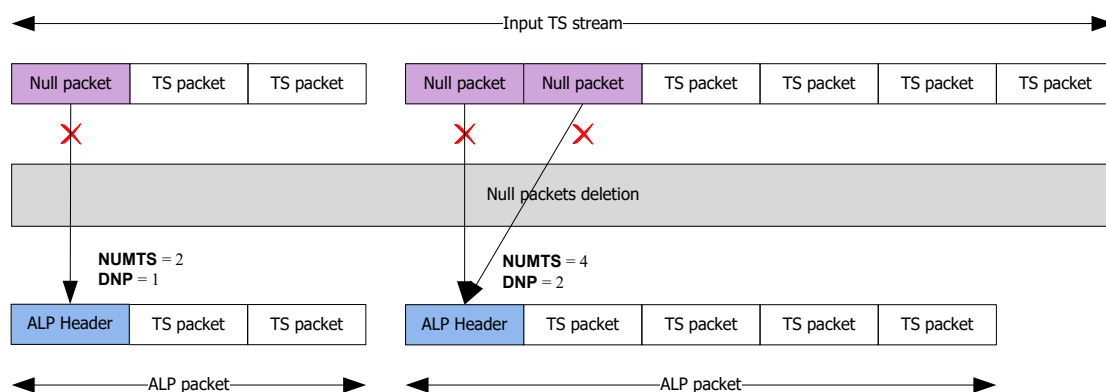 Input TS stream
Null packet TS packet TS packet Null packet Null packet TS packet TS packet TS packet TS packet
Null packets deletion
NUMTS = 2
DNP = 1
NUMTS = 4
DNP = 2
ALP Header TS packet TS packet ALP Header TS packet TS packet TS packet TS packet
ALP packet ALP packet